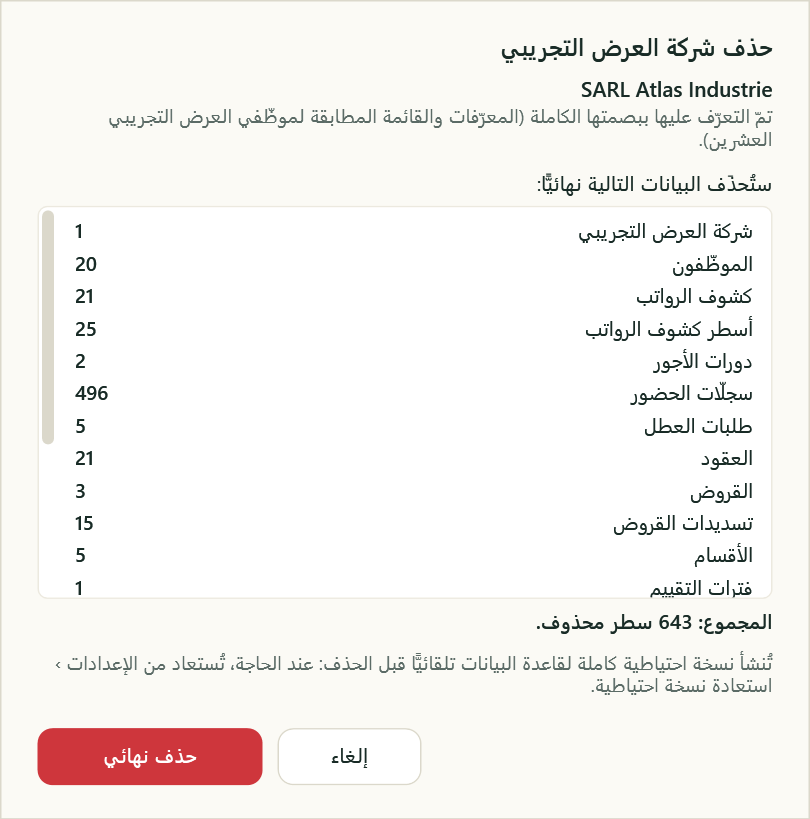 حذف شركة العرض التجريبي
SARL Atlas Industrie
تمّ التعرّف عليها ببصمتها الكاملة (المعرّفات والقائمة المطابقة لموظّفي العرض التجريبي
العشرين).
ستُحذَف البيانات التالية نهائيًّا:
شركة العرض التجريبي 1
الموظّفون 20
كشوف الرواتب 21
أسطر كشوف الرواتب 25
دورات الأجور 2
سجلّات الحضور 496
طلبات العطل 5
العقود 21
القروض 3
تسديدات القروض 15
الأقسام 5
فترات التقييم 1
المجموع: 643 سطر محذوف.
تُنشأ نسخة احتياطية كاملة لقاعدة البيانات تلقائيًّا قبل الحذف: عند الحاجة، تُستعاد من الإعدادات ›
استعادة نسخة احتياطية.
إلغاء
حذف نهائي